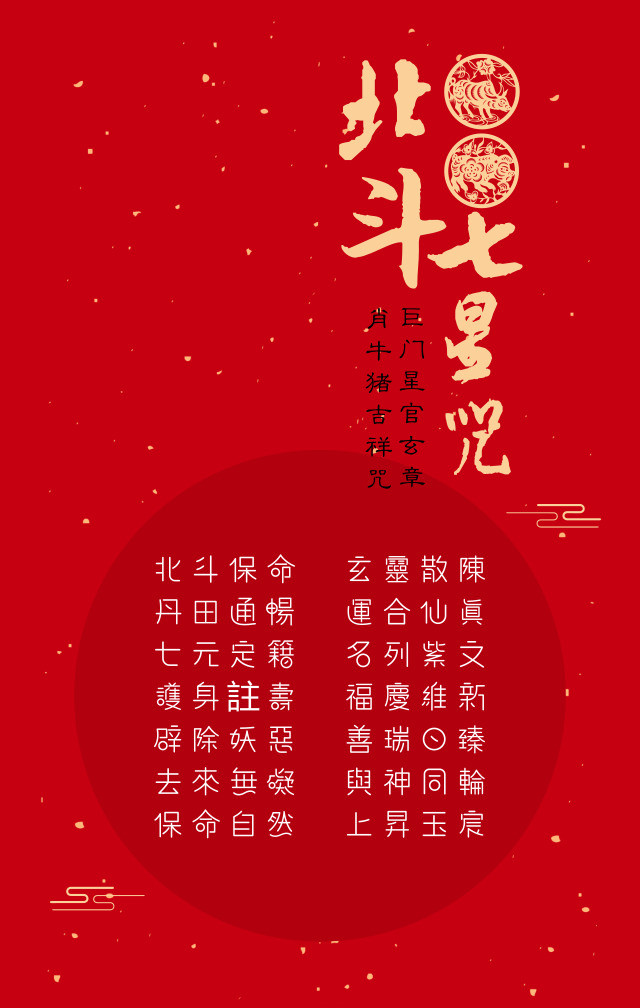 北斗
七星咒
巨门星官玄章
肖牛猪吉祥咒
北斗保命 玄靈散陳
丹田通暢 運合仙眞
七元定籍 名列紫文
護身註壽 福慶維新
辟除妖惡 善瑞日臻
去來無礙 與神同輪
保命自然 上昇玉宸